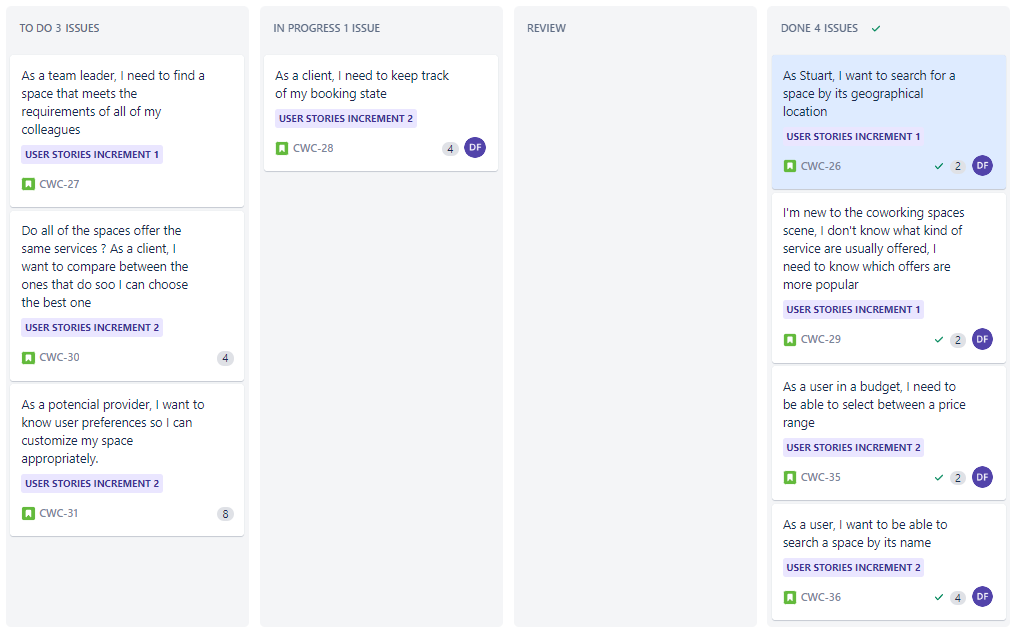 TO DO 3 ISSUES
As a team leader, I need to find a
space that meets the
requirements of all of my
colleagues
USER STORIES INCREMENT 1
CWC-27
Do all of the spaces offer the
same services ? As a client, I
want to compare between the
ones that do soo I can choose
the best one
USER STORIES INCREMENT 2
CWC-30
4
As a potencial provider, I want to
know user preferences so I can
customize my space
appropriately.
USER STORIES INCREMENT 2
CWC-31
8
IN PROGRESS 1 ISSUE
As a client, I need to keep track
of my booking state
USER STORIES INCREMENT 2
CWC-28
4
DF
REVIEW
DONE 4 ISSUES
As Stuart, I want to search for a
space by its geographical
location
USER STORIES INCREMENT 1
CWC-26
2
DF
I'm new to the coworking spaces
scene, I don't know what kind of
service are usually offered, I
need to know which offers are
more popular
USER STORIES INCREMENT 1
CWC-29
2
DF
As a user in a budget, I need to
be able to select between a price
range
USER STORIES INCREMENT 2
CWC-35
2
DF
As a user, I want to be able to
search a space by its name
USER STORIES INCREMENT 2
CWC-36
4
DF